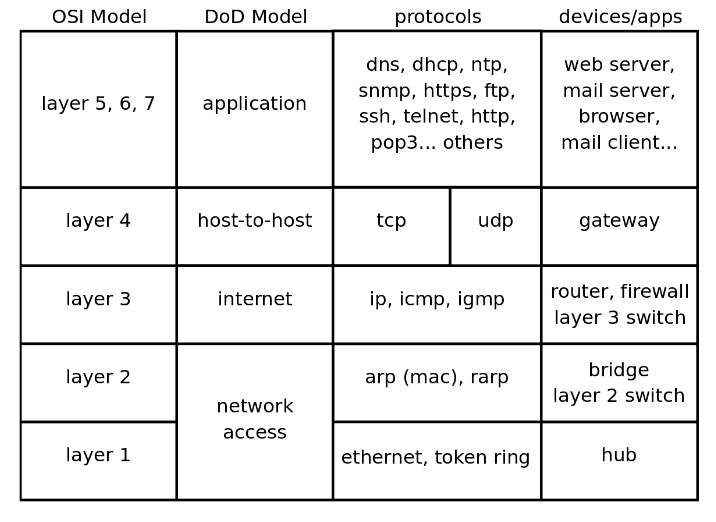 OSI Model DoD Model protocols devices/apps
layer 5, 6, 7
application
dns, dhcp, ntp,
snmp, https, ftp,
ssh, telnet, http,
pop3... others
web server,
mail server,
browser,
mail client...
layer 4
host-to-host
tcp
udp
gateway
layer 3
internet
ip, icmp, igmp
router, firewall
layer 3 switch
layer 2
network
access
arp (mac), rarp
bridge
layer 2 switch
layer 1
ethernet, token ring
hub